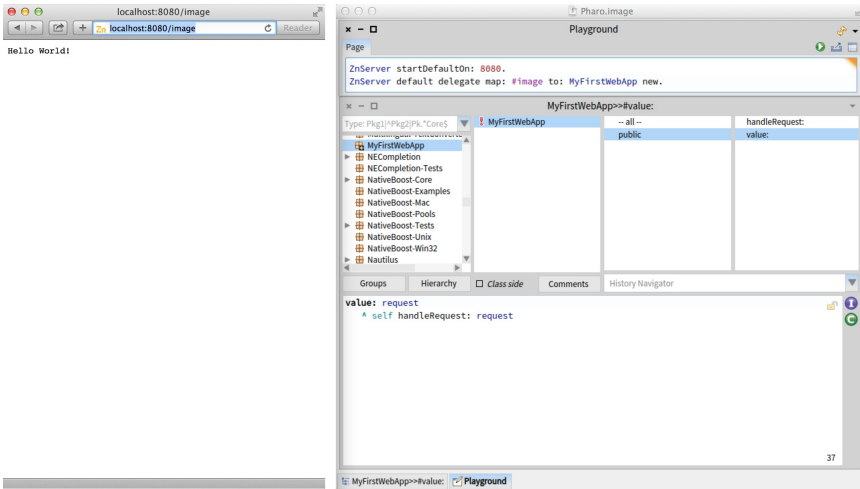 localhost:8080/image
Zn localhost:8080/image
Reader
Hello World!
Pharo.image
Playground
Page
ZnServer startDefaultOn: 8080.
ZnServer default delegate map: #image to: MyFirstWebApp new.
MyFirstWebApp>>#value:
Type: Pkg1|^Pkg2|Pk.*Core$
MyFirstWebApp
-- all --
handleRequest:
public
value:
MyFirstWebApp
NECompletion
NECompletion-Tests
NativeBoost-Core
NativeBoost-Examples
NativeBoost-Mac
NativeBoost-Pools
NativeBoost-Tests
NativeBoost-Unix
NativeBoost-Win32
Nautilus
Groups
Hierarchy
Class side
Comments
History Navigator
value: request
^ self handleRequest: request
I
C
37
MyFirstWebApp>>#value:
Playground